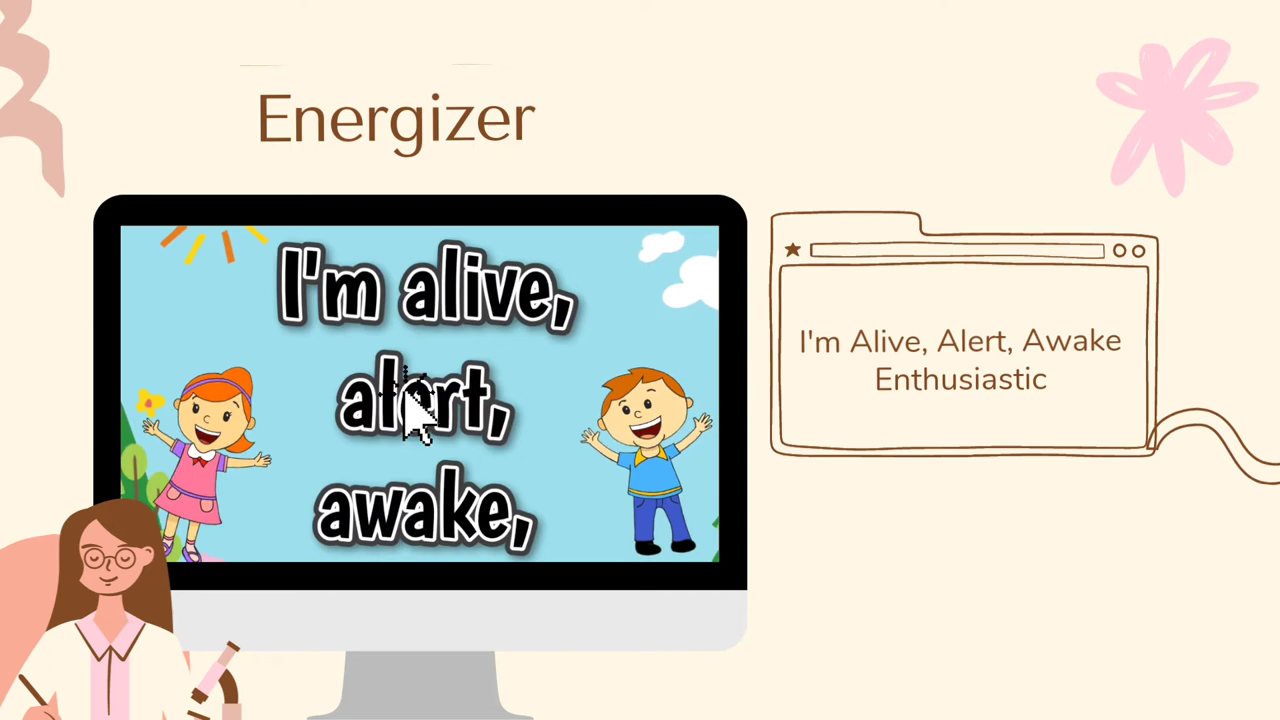 Energizer
I'm alive,
alert,
awake,
I'm Alive, Alert, Awake
Enthusiastic